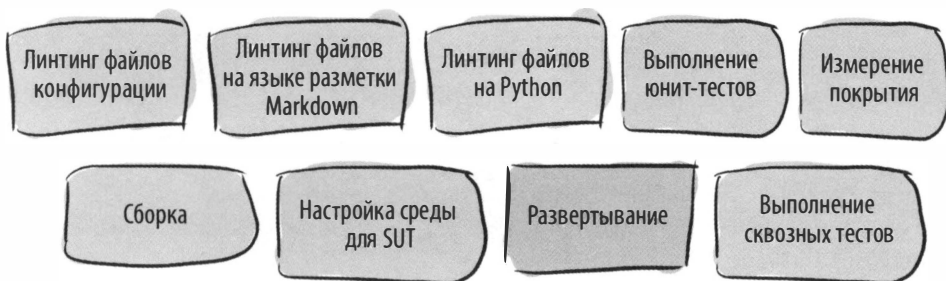 Линтинг файлов
конфигурации
Линтинг файлов
на языке разметки
Markdown
Линтинг файлов
на Python
Выполнение
юнит-тестов
Измерение
покрытия
Сборка
Настройка среды
для SUT
Развертывание
Выполнение
сквозных тестов